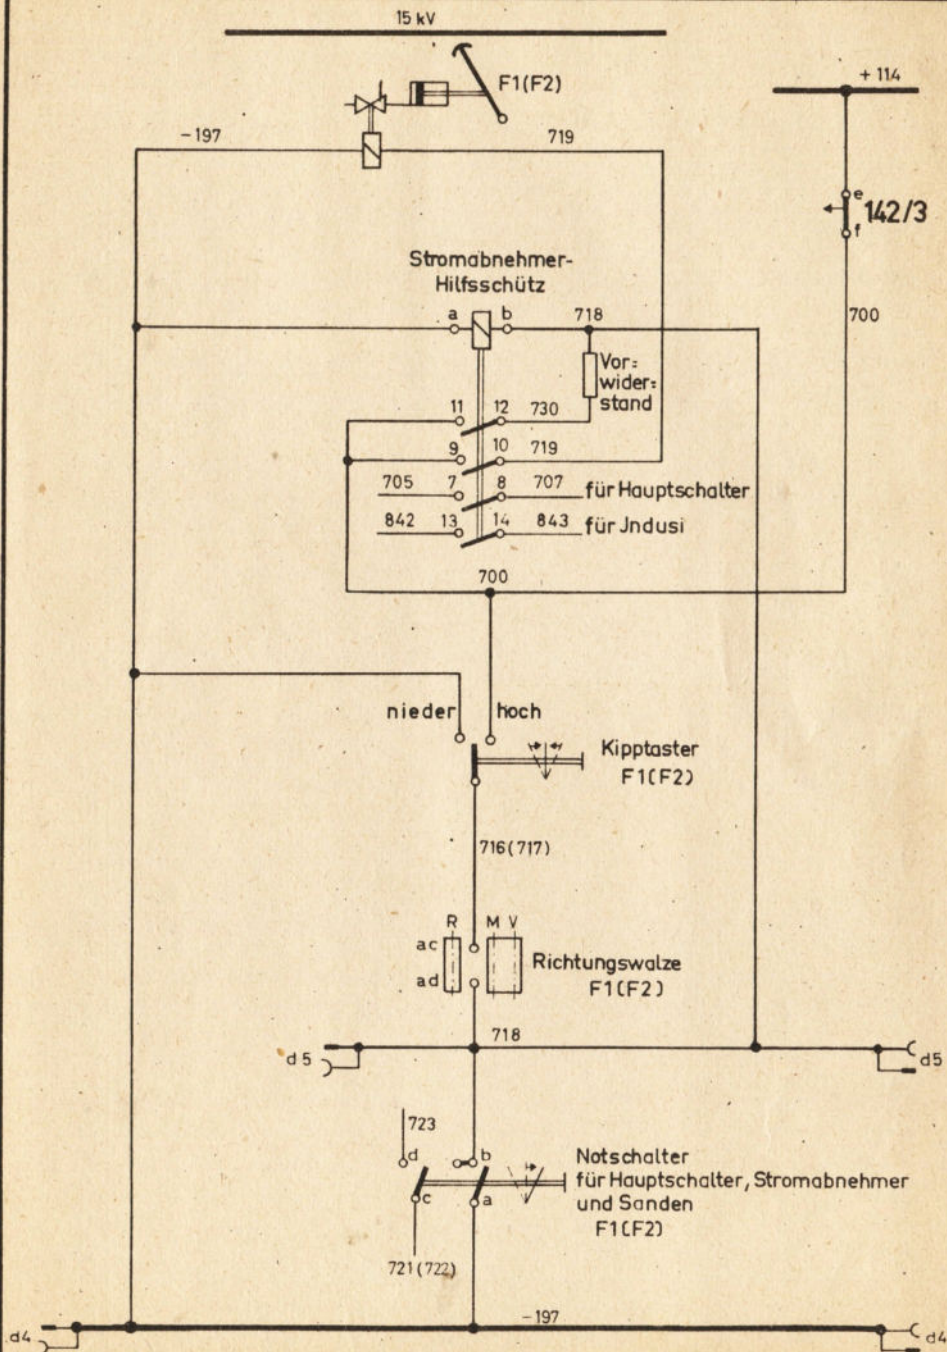 15 kV
F1(F2)
+ 114
-197
719
e
142/3
f
Stromabnehmer-
Hilfsschütz
a
b
718
700
Vor=
wider=
stand
11
12
730
9
10
719
705
7
8
707
für Hauptschalter
842
13
14
843
für Jndusi
700
nieder
hoch
Kipptaster
F1(F2)
716(717)
R
M V
ac
ad
Richtungswalze
F1(F2)
718
d5
d5
723
d
b
c
a
Notschalter
für Hauptschalter, Stromabnehmer
und Sanden
F1(F2)
721(722)
-197
d4
d4